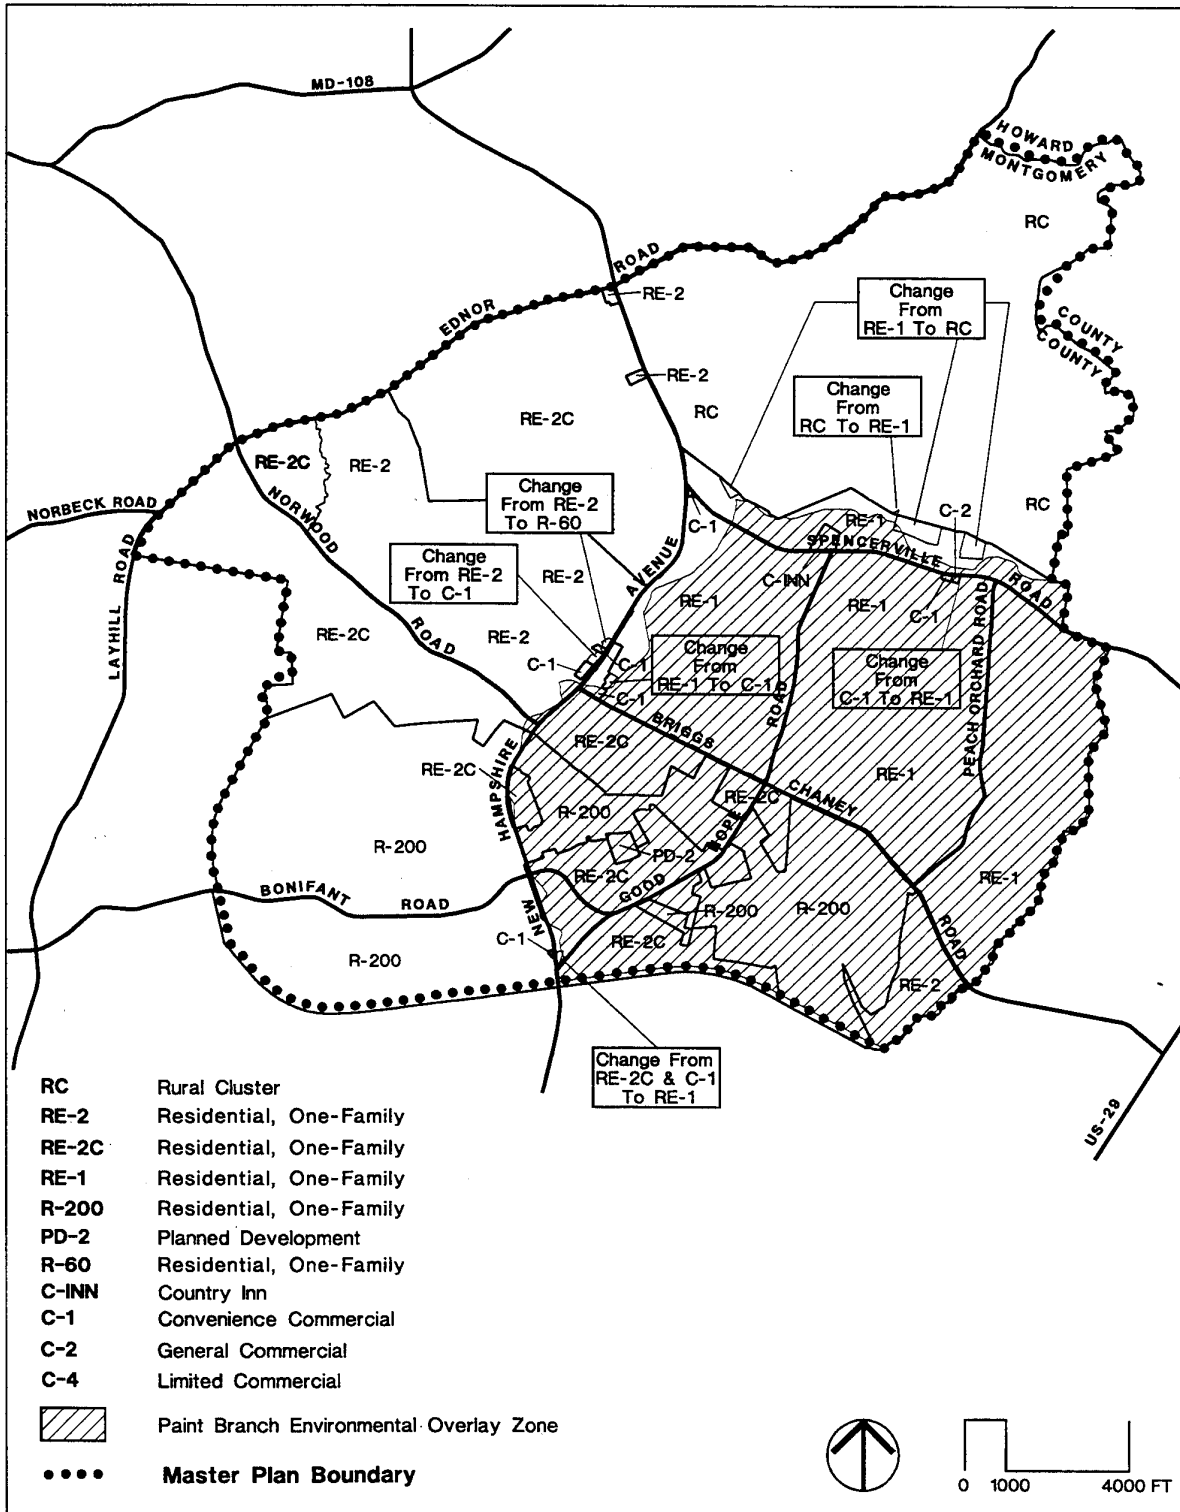 MD-108
HOWARD
MONTGOMERY
RC
EDNOR
ROAD
RE-2
Change
From
RE-1 To RC
COUNTY
COUNTY
RE-2
Change
From
RC To RE-1
RE-2C
RC
RE-2C
RE-2
Change
From RE-2
To R-60
NORBECK ROAD
NORWOOD
C-1
C-2
RC
RE-1
SPENCERVILLE
ROAD
LAYHILL
ROAD
Change
From RE-2
To C-1
RE-2
AVENUE
C-INN
RE-1
RE-1
C-1
RE-2C
ROAD
RE-2
C-1
C-1
C-1
Change
From
RE-1 To C-1
ROAD
Change
From
C-1 To RE-1
PEACH ORCHARD ROAD
BRIGGS
RE-2C
HAMPSHIRE
RE-2C
RE-1
RE-2C
CHANEY
R-200
R-200
HOPE
PD-2
RE-2C
GOOD
RE-1
BONIFANT
ROAD
NEW
R-200
R-200
C-1
RE-2C
ROAD
R-200
RE-2
Change From
RE-2C & C-1
To RE-1
US-29
RC Rural Cluster
RE-2 Residential, One-Family
RE-2C Residential, One-Family
RE-1 Residential, One-Family
R-200 Residential, One-Family
PD-2 Planned Development
R-60 Residential, One-Family
C-INN Country Inn
C-1 Convenience Commercial
C-2 General Commercial
C-4 Limited Commercial
Paint Branch Environmental Overlay Zone
Master Plan Boundary
0 1000 4000 FT